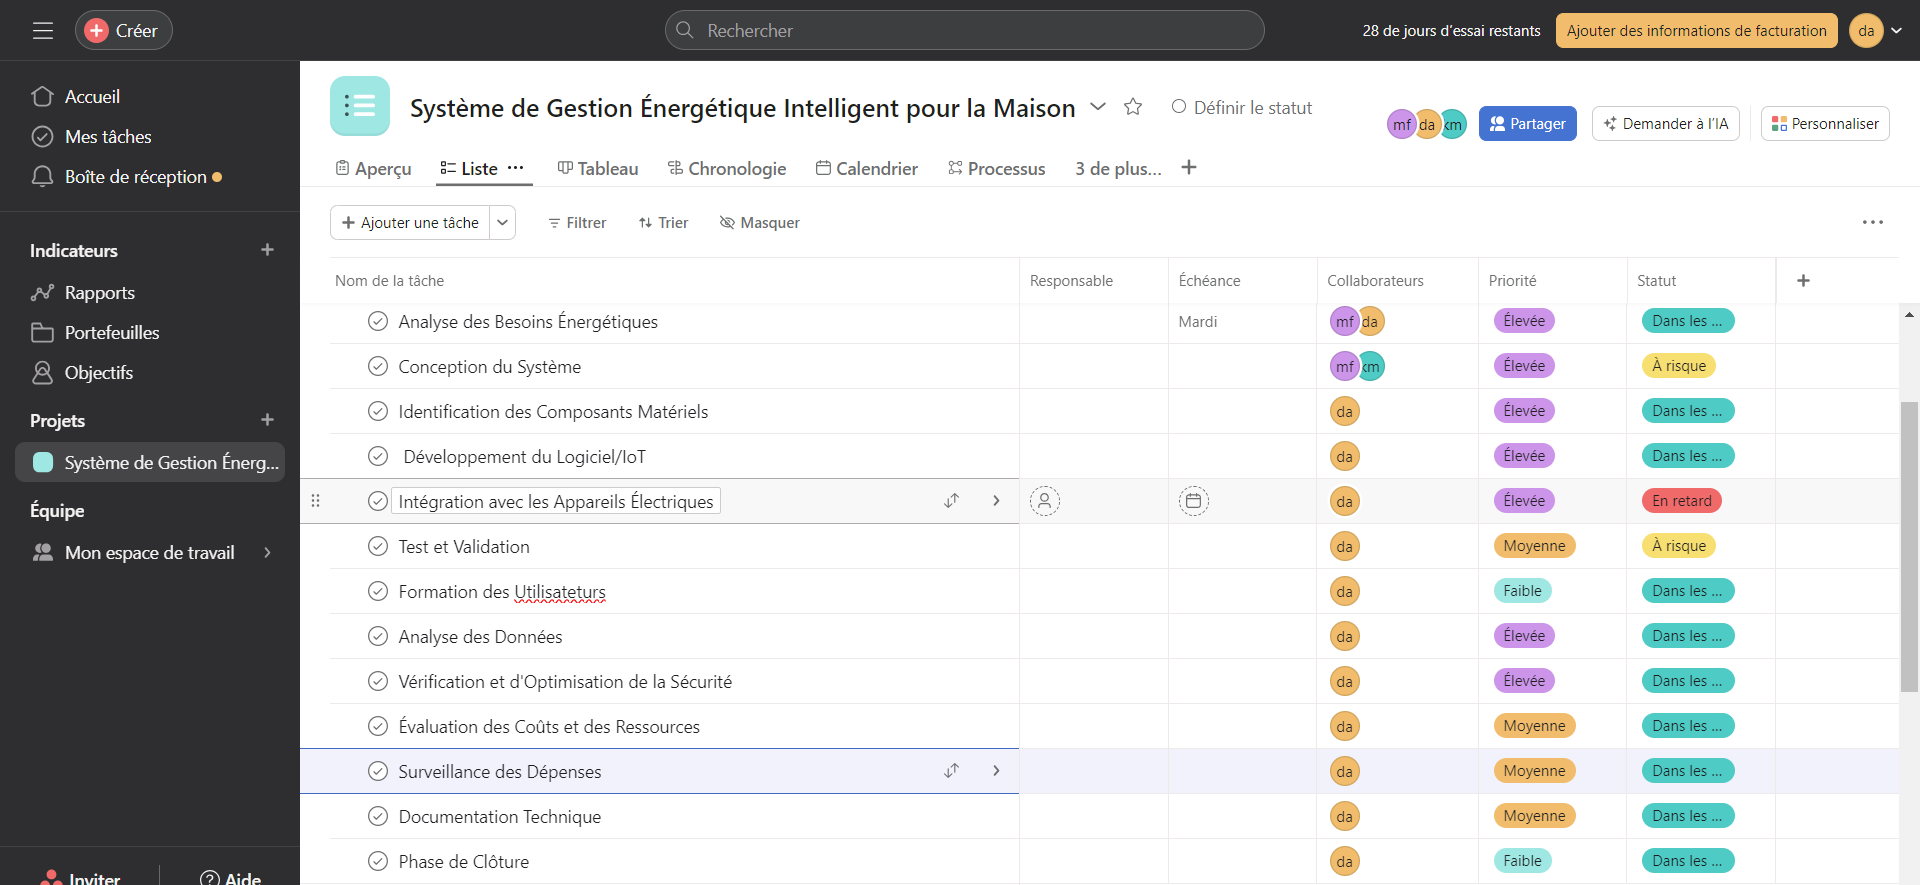 Créer
Rechercher
28 de jours d’essai restants
Ajouter des informations de facturation
da
Accueil
Mes tâches
Boîte de réception
Indicateurs
Rapports
Portefeuilles
Objectifs
Projets
Système de Gestion Énerg...
Équipe
Mon espace de travail
Inviter
Aide
Système de Gestion Énergétique Intelligent pour la Maison
Définir le statut
mf da km
Partager
Demander à l’IA
Personnaliser
Aperçu Liste Tableau Chronologie Calendrier Processus 3 de plus...
Ajouter une tâche Filtrer Trier Masquer
Nom de la tâche Responsable Échéance Collaborateurs Priorité Statut
Analyse des Besoins Énergétiques Mardi mf da Élevée Dans les ...
Conception du Système mf km Élevée À risque
Identification des Composants Matériels da Élevée Dans les ...
Développement du Logiciel/IoT da Élevée Dans les ...
Intégration avec les Appareils Électriques da Élevée En retard
Test et Validation da Moyenne À risque
Formation des Utilisateturs da Faible Dans les ...
Analyse des Données da Élevée Dans les ...
Vérification et d'Optimisation de la Sécurité da Élevée Dans les ...
Évaluation des Coûts et des Ressources da Moyenne Dans les ...
Surveillance des Dépenses da Moyenne Dans les ...
Documentation Technique da Moyenne Dans les ...
Phase de Clôture da Faible Dans les ...